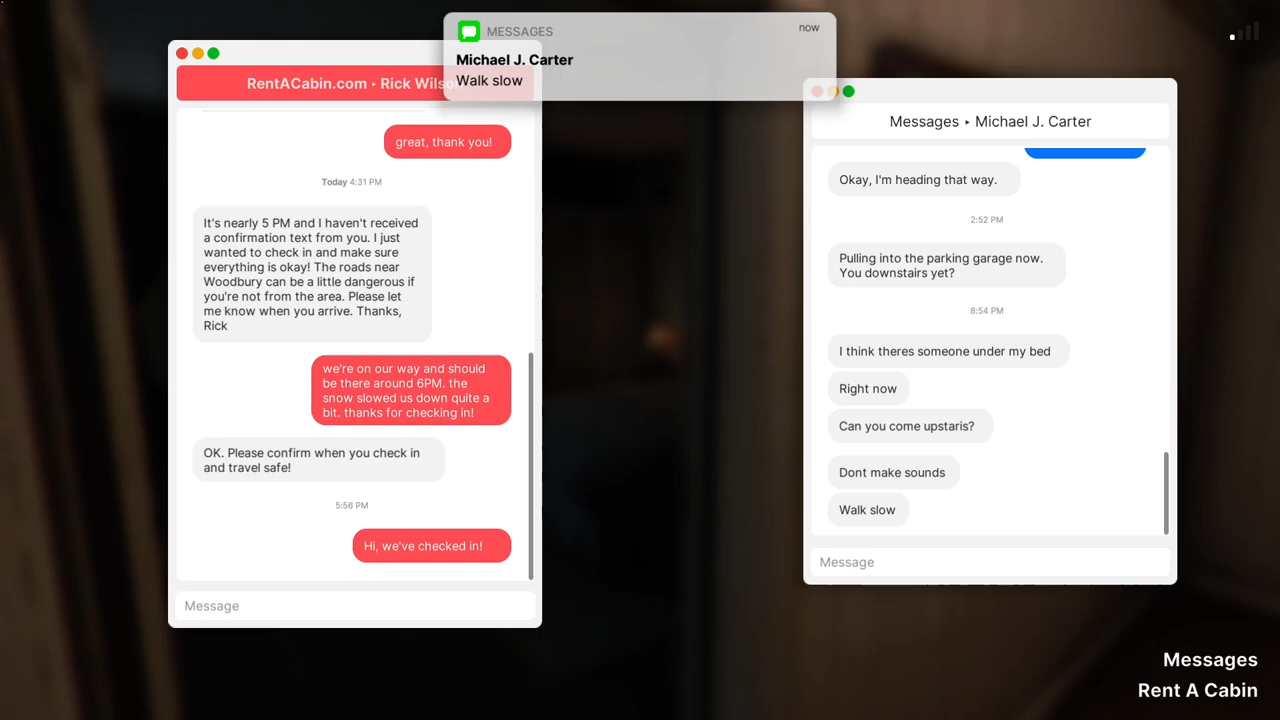 MESSAGES
now
Michael J. Carter
Walk slow
RentACabin.com ▸ Rick Wilson
great, thank you!
Today 4:31 PM
It's nearly 5 PM and I haven't received
a confirmation text from you. I just
wanted to check in and make sure
everything is okay! The roads near
Woodbury can be a little dangerous if
you're not from the area. Please let
me know when you arrive. Thanks,
Rick
we're on our way and should
be there around 6PM. the
snow slowed us down quite a
bit. thanks for checking in!
OK. Please confirm when you check in
and travel safe!
5:56 PM
Hi, we've checked in!
Message
Messages ▸ Michael J. Carter
Okay, I'm heading that way.
2:52 PM
Pulling into the parking garage now.
You downstairs yet?
8:54 PM
I think theres someone under my bed
Right now
Can you come upstaris?
Dont make sounds
Walk slow
Message
Messages
Rent A Cabin